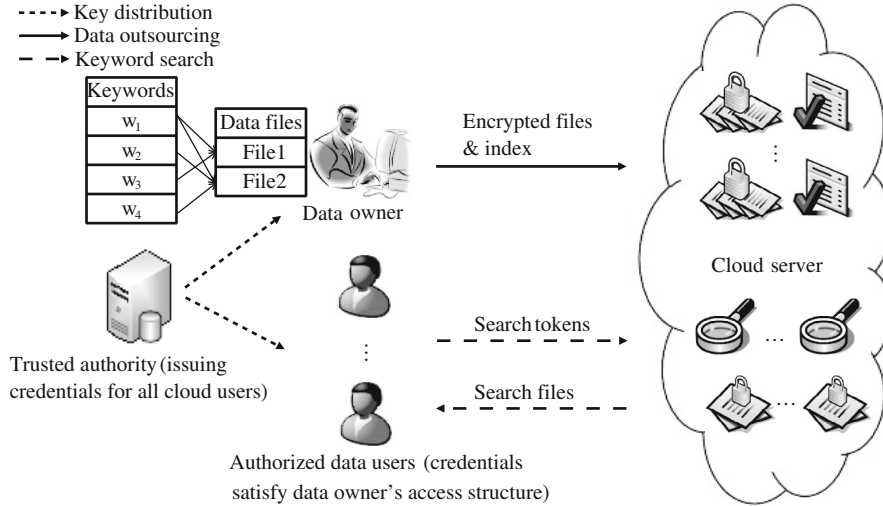 Key distribution
Data outsourcing
Keyword search
Keywords
w1
w2
w3
w4
Data files
File1
File2
Data owner
Encrypted files
& index
Cloud server
Trusted authority (issuing
credentials for all cloud users)
Search tokens
Search files
Authorized data users (credentials
satisfy data owner's access structure)